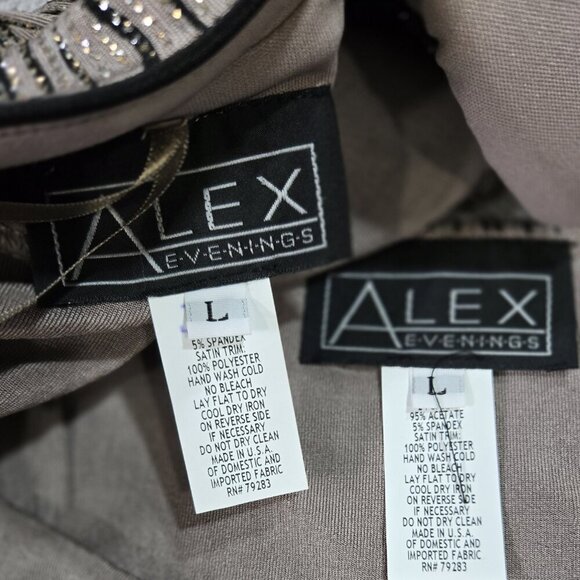 ALEX
E·V·E·N·I·N·G·S
L
5% SPANDEX
SATIN TRIM:
100% POLYESTER
HAND WASH COLD
NO BLEACH
LAY FLAT TO DRY
COOL DRY IRON
ON REVERSE SIDE
IF NECESSARY
DO NOT DRY CLEAN
MADE IN U.S.A.
OF DOMESTIC AND
IMPORTED FABRIC
RN# 79283
ALEX
EVENINGS
L
95% ACETATE
5% SPANDEX
SATIN TRIM:
100% POLYESTER
HAND WASH COLD
NO BLEACH
LAY FLAT TO DRY
COOL DRY IRON
ON REVERSE SIDE
IF NECESSARY
DO NOT DRY CLEAN
MADE IN U.S.A.
OF DOMESTIC AND
IMPORTED FABRIC
RN# 79283